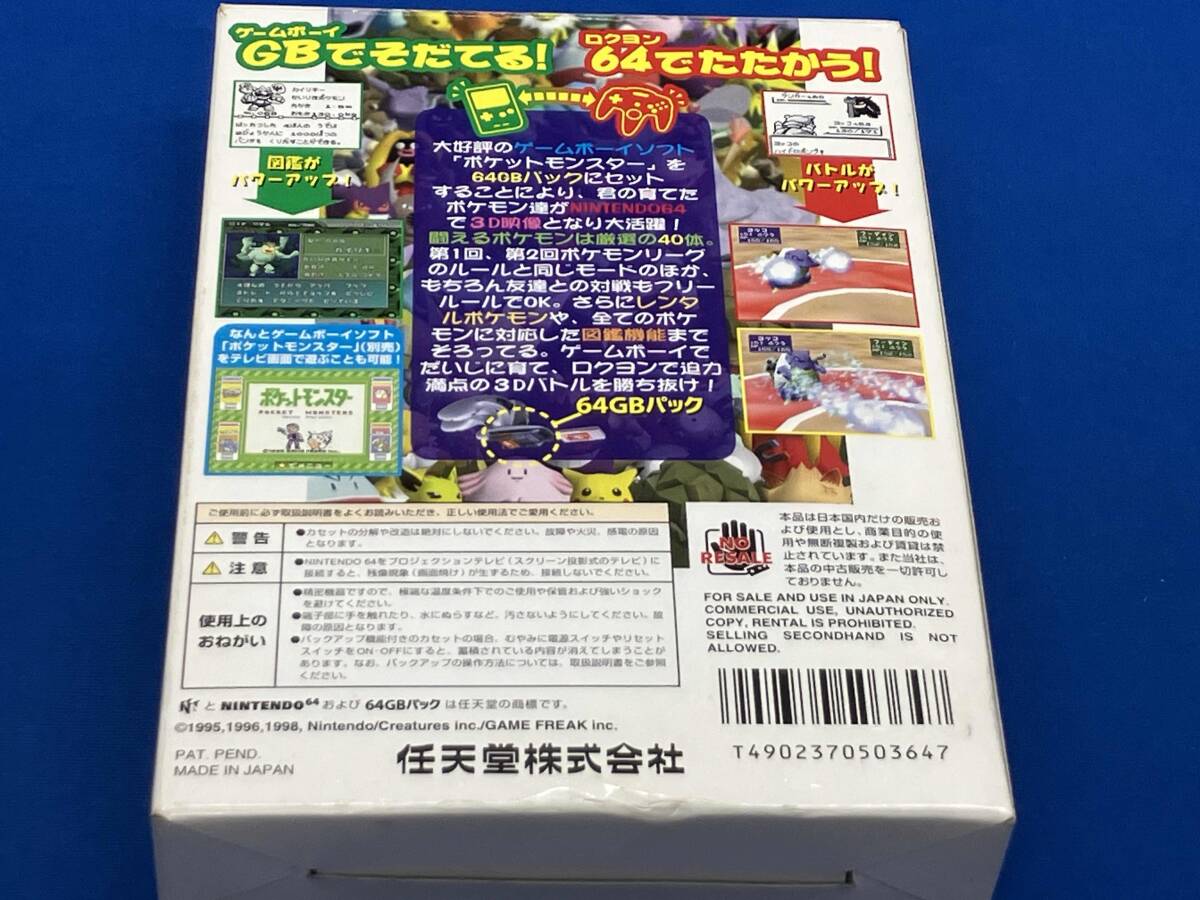 ゲームボーイ
GBでそだてる!
ロクヨン
64でたたかう!
カイリキー
かいりきポケモン
図鑑が
パワーアップ!
バトルが
パワーアップ!
大好評のゲームボーイソフト
「ポケットモンスター」を
64GBパックにセット
することにより、君の育てた
ポケモン達がNINTENDO64
で3D映像となり大活躍!
闘えるポケモンは厳選の40体。
第1回、第2回ポケモンリーグ
のルールと同じモードのほか、
もちろん友達との対戦もフリー
ルールでOK。さらにレンタ
ルポケモンや、全てのポケ
モンに対応した図鑑機能まで
そろってる。ゲームボーイで
だいじに育て、ロクヨンで迫力
満点の3Dバトルを勝ち抜け!
64GBパック
なんとゲームボーイソフト
「ポケットモンスター」(別売)
をテレビ画面で遊ぶことも可能!
ポケットモンスター
POCKET MONSTERS
ご使用前に必ず取扱説明書をよくお読みいただき、正しい使用法でご愛用ください。
警告
●カセットの分解や改造は絶対にしないでください。故障や火災、感電の原因
となります。
注意
●NINTENDO 64をプロジェクションテレビ(スクリーン投影式のテレビ)に
接続すると、残像現象(画面焼け)が生ずるため、接続しないでください。
使用上の
おねがい
●精密機器ですので、極端な温度条件下でのご使用や保管および強いショック
を避けてください。
●端子部に手を触れたり、水にぬらすなど、汚さないようにしてください。故
障の原因となります。
●バックアップ機能付きのカセットの場合、むやみに電源スイッチやリセット
スイッチをON・OFFにすると、蓄積されている内容が消えてしまうことが
あります。なお、バックアップの操作方法については、取扱説明書をご参照
ください。
と NINTENDO64 および 64GBパック は任天堂の商標です。
©1995,1996,1998, Nintendo/Creatures inc./GAME FREAK inc.
PAT. PEND.
MADE IN JAPAN
任天堂株式会社
NO
RESALE
本品は日本国内だけの販売お
よび使用とし、商業目的の使
用や無断複製および賃貸は禁
止されています。また当社は、
本品の中古販売を一切許可し
ておりません。
FOR SALE AND USE IN JAPAN ONLY.
COMMERCIAL USE, UNAUTHORIZED
COPY, RENTAL IS PROHIBITED.
SELLING SECONDHAND IS NOT
ALLOWED.
T4902370503647